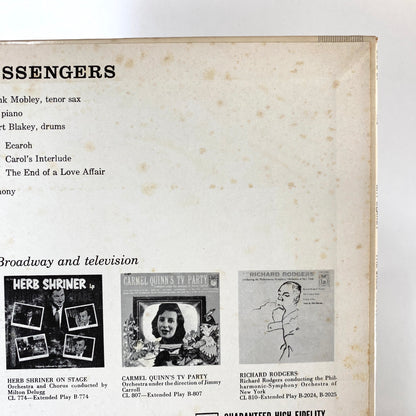 SSENGERS
nk Mobley, tenor sax
piano
rt Blakey, drums
Ecaroh
Carol's Interlude
The End of a Love Affair
hony
Broadway and television
HERB SHRINER Lp
CARMEL QUINN'S TV PARTY
RICHARD RODGERS
HERB SHRINER ON STAGE
Orchestra and Chorus conducted by
Milton Delugg
CL 774—Extended Play B-774
CARMEL QUINN'S TV PARTY
Orchestra under the direction of Jimmy
Carroll
CL 807—Extended Play B-807
RICHARD RODGERS
Richard Rodgers conducting the Phil-
harmonic-Symphony Orchestra of
New York
CL 810—Extended Play B-2024, B-2025
GUARANTEED HIGH FIDELITY